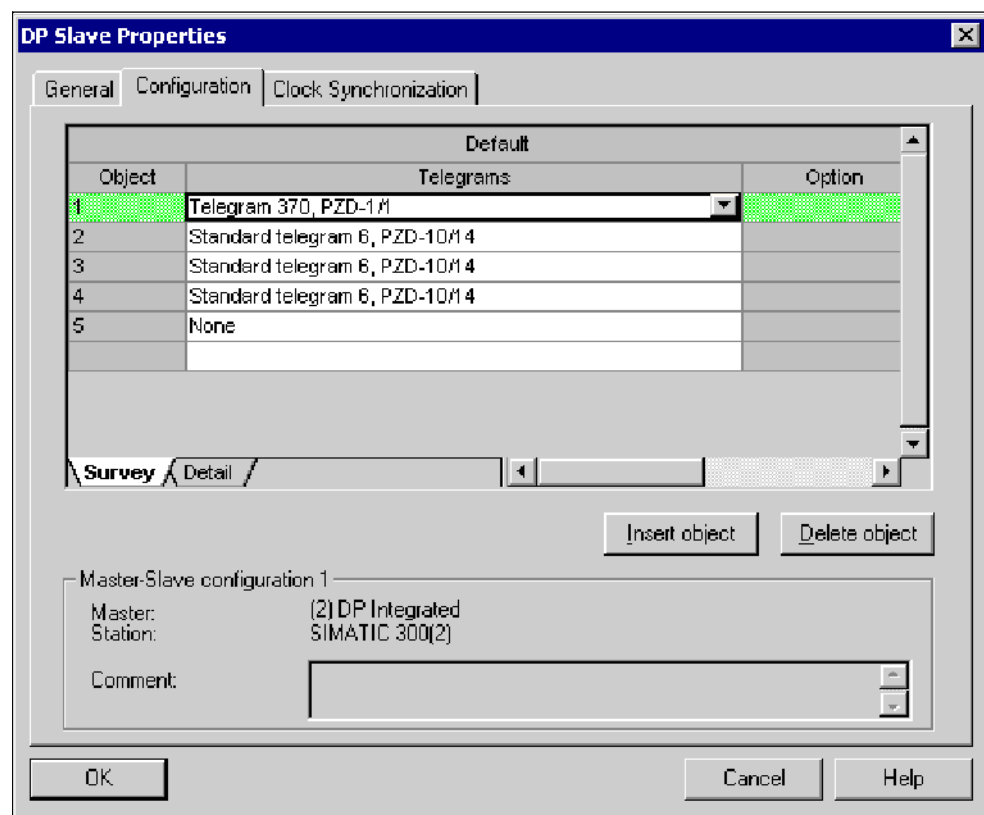 DP Slave Properties
General Configuration Clock Synchronization
Default
Object Telegrams Option
1 Telegram 370, PZD-1/1
2 Standard telegram 6, PZD-10/14
3 Standard telegram 6, PZD-10/14
4 Standard telegram 6, PZD-10/14
5 None
Survey Detail
Insert object Delete object
Master-Slave configuration 1
Master: (2) DP Integrated
Station: SIMATIC 300(2)
Comment:
OK Cancel Help